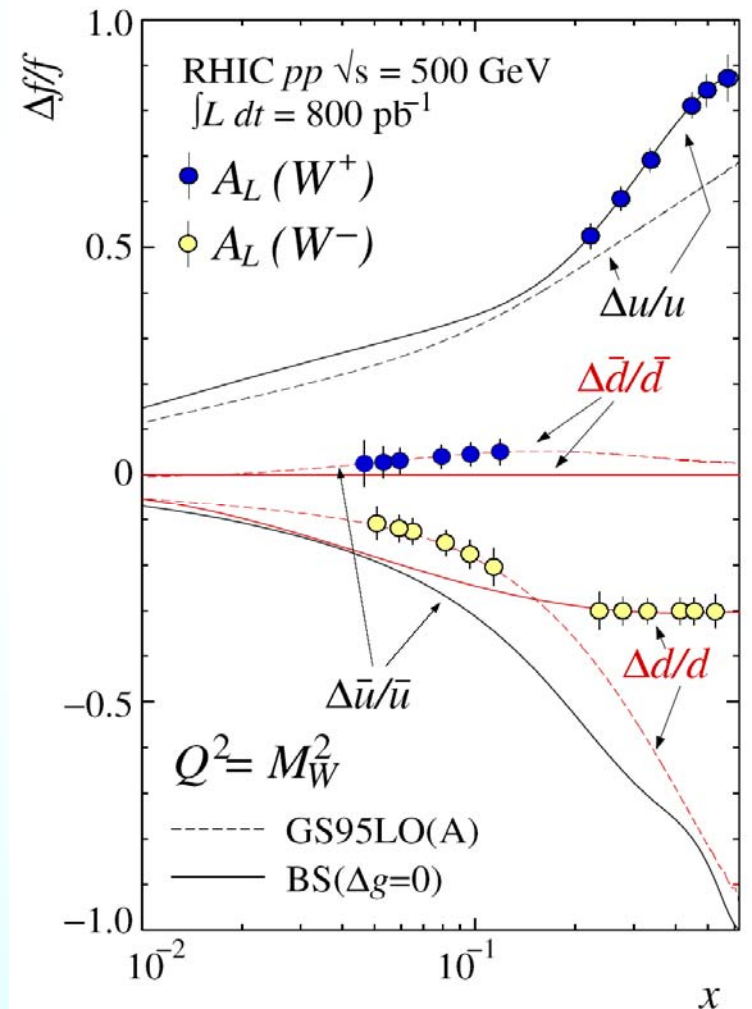 Δf/f
1.0
0.5
0
−0.5
−1.0
RHIC pp √s = 500 GeV
∫L dt = 800 pb⁻¹
A_L (W⁺)
A_L (W⁻)
Δu/u
Δd̄/d̄
Δd/d
Δū/ū
Q² = M_W²
GS95LO(A)
BS(Δg=0)
10⁻²
10⁻¹
x